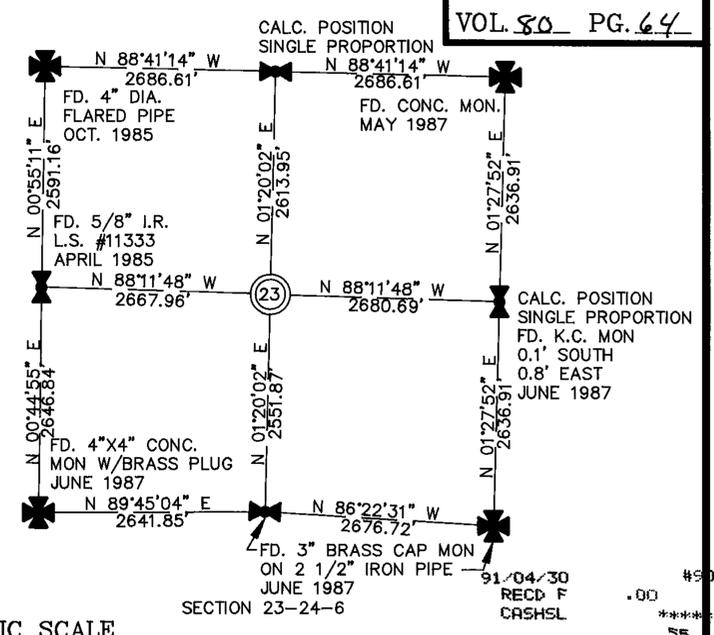 VOL. 80 PG. 64
CALC. POSITION
SINGLE PROPORTION
N 88°41'14" W
2686.61'
N 88°41'14" W
2686.61'
FD. 4" DIA.
FLARED PIPE
OCT. 1985
FD. CONC. MON.
MAY 1987
N 00°55'11" E
2591.16'
N 01°20'02" E
2613.95'
N 01°27'52" E
2636.91'
FD. 5/8" I.R.
L.S. #11333
APRIL 1985
N 88°11'48" W
2667.96'
23
N 88°11'48" W
2680.69'
CALC. POSITION
SINGLE PROPORTION
FD. K.C. MON
0.1' SOUTH
0.8' EAST
JUNE 1987
N 00°44'55" E
2646.84'
N 01°20'02" E
2551.87'
N 01°27'52" E
2636.91'
FD. 4"X4" CONC.
MON W/BRASS PLUG
JUNE 1987
N 89°45'04" E
2641.85'
N 86°22'31" W
2676.72'
FD. 3" BRASS CAP MON
ON 2 1/2" IRON PIPE
JUNE 1987
SECTION 23-24-6
91/04/30
RECD F .00
CASHSL
SCALE